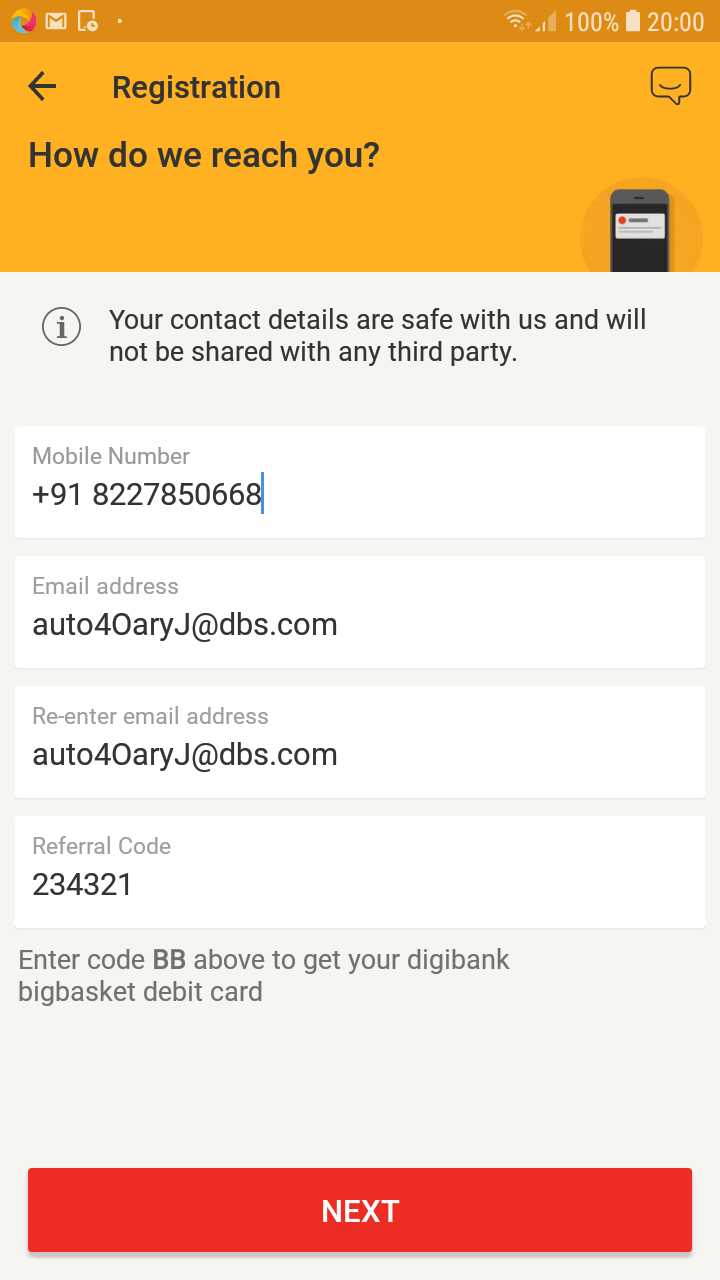 100% 20:00
Registration
How do we reach you?
Your contact details are safe with us and will
not be shared with any third party.
Mobile Number
+91 8227850668
Email address
auto4OaryJ@dbs.com
Re-enter email address
auto4OaryJ@dbs.com
Referral Code
234321
Enter code BB above to get your digibank
bigbasket debit card
NEXT